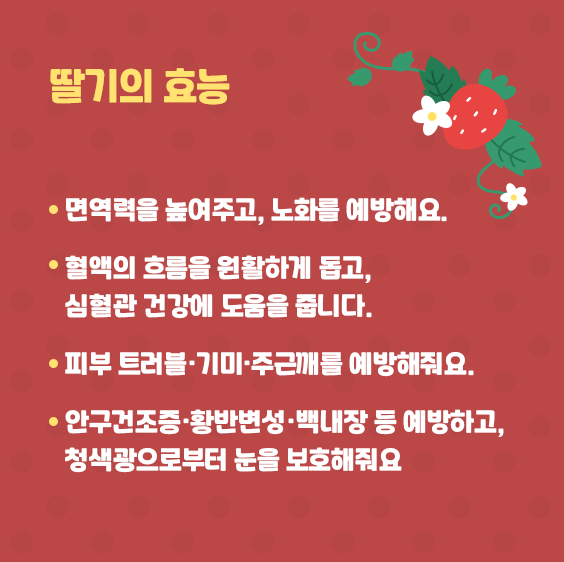 딸기의 효능
• 면역력을 높여주고, 노화를 예방해요.
• 혈액의 흐름을 원활하게 돕고,
심혈관 건강에 도움을 줍니다.
• 피부 트러블·기미·주근깨를 예방해줘요.
• 안구건조증·황반변성·백내장 등 예방하고,
청색광으로부터 눈을 보호해줘요